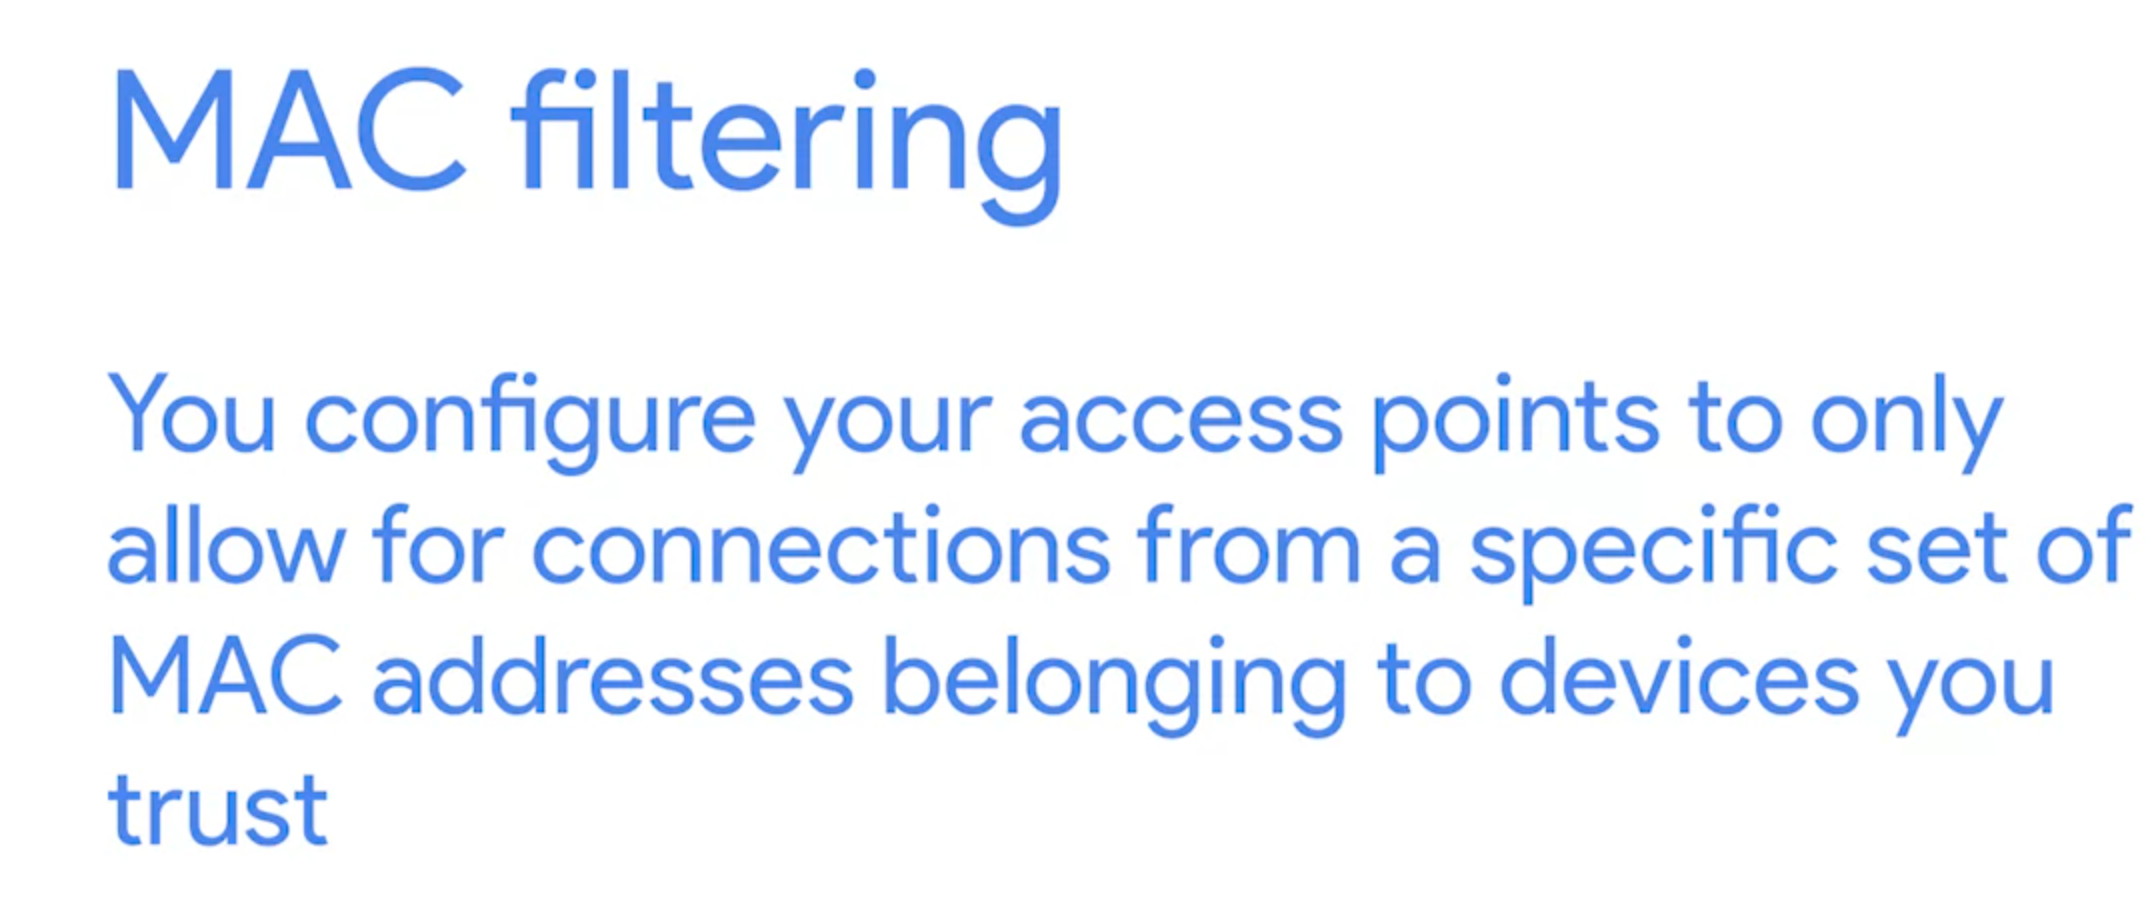 MAC filtering
You configure your access points to only
allow for connections from a specific set of
MAC addresses belonging to devices you
trust